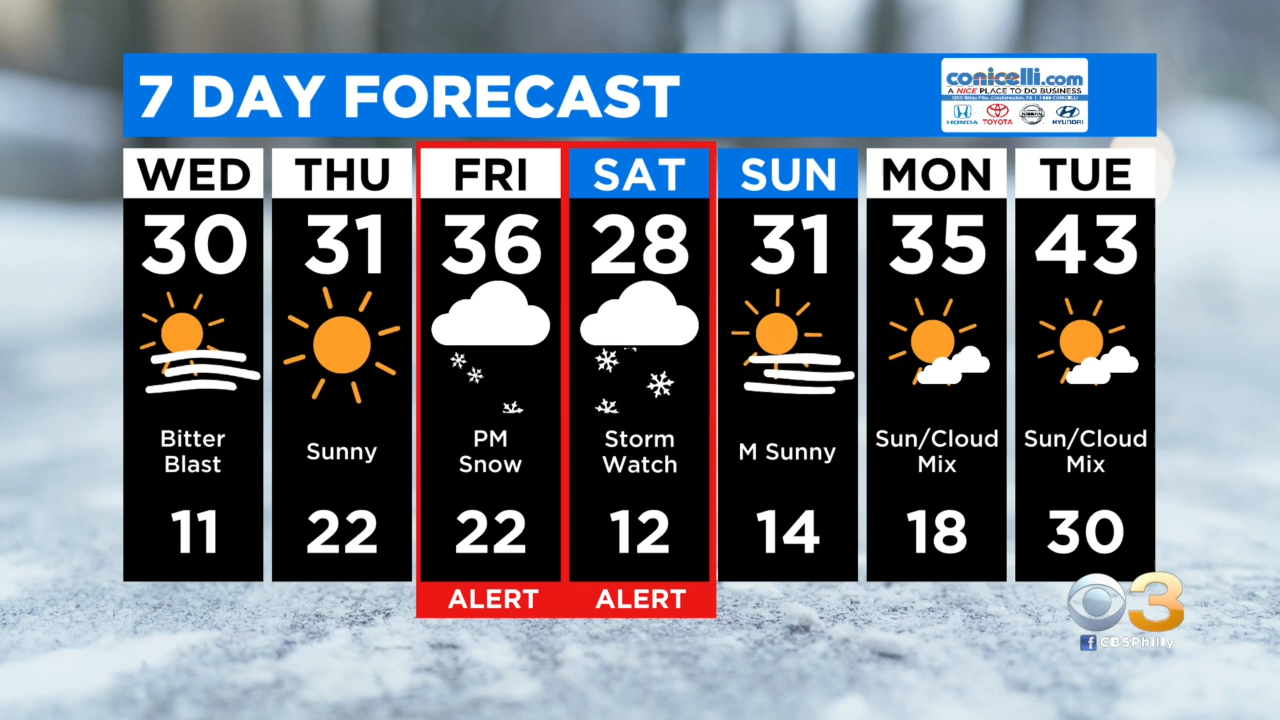 7 DAY FORECAST
conicelli.com
A NICE PLACE TO DO BUSINESS
HONDA TOYOTA NISSAN HYUNDAI
WED THU FRI SAT SUN MON TUE
30 31 36 28 31 35 43
Bitter
Blast
Sunny
PM
Snow
Storm
Watch
M Sunny
Sun/Cloud
Mix
Sun/Cloud
Mix
11 22 22 12 14 18 30
ALERT ALERT
3
f CBSPhilly